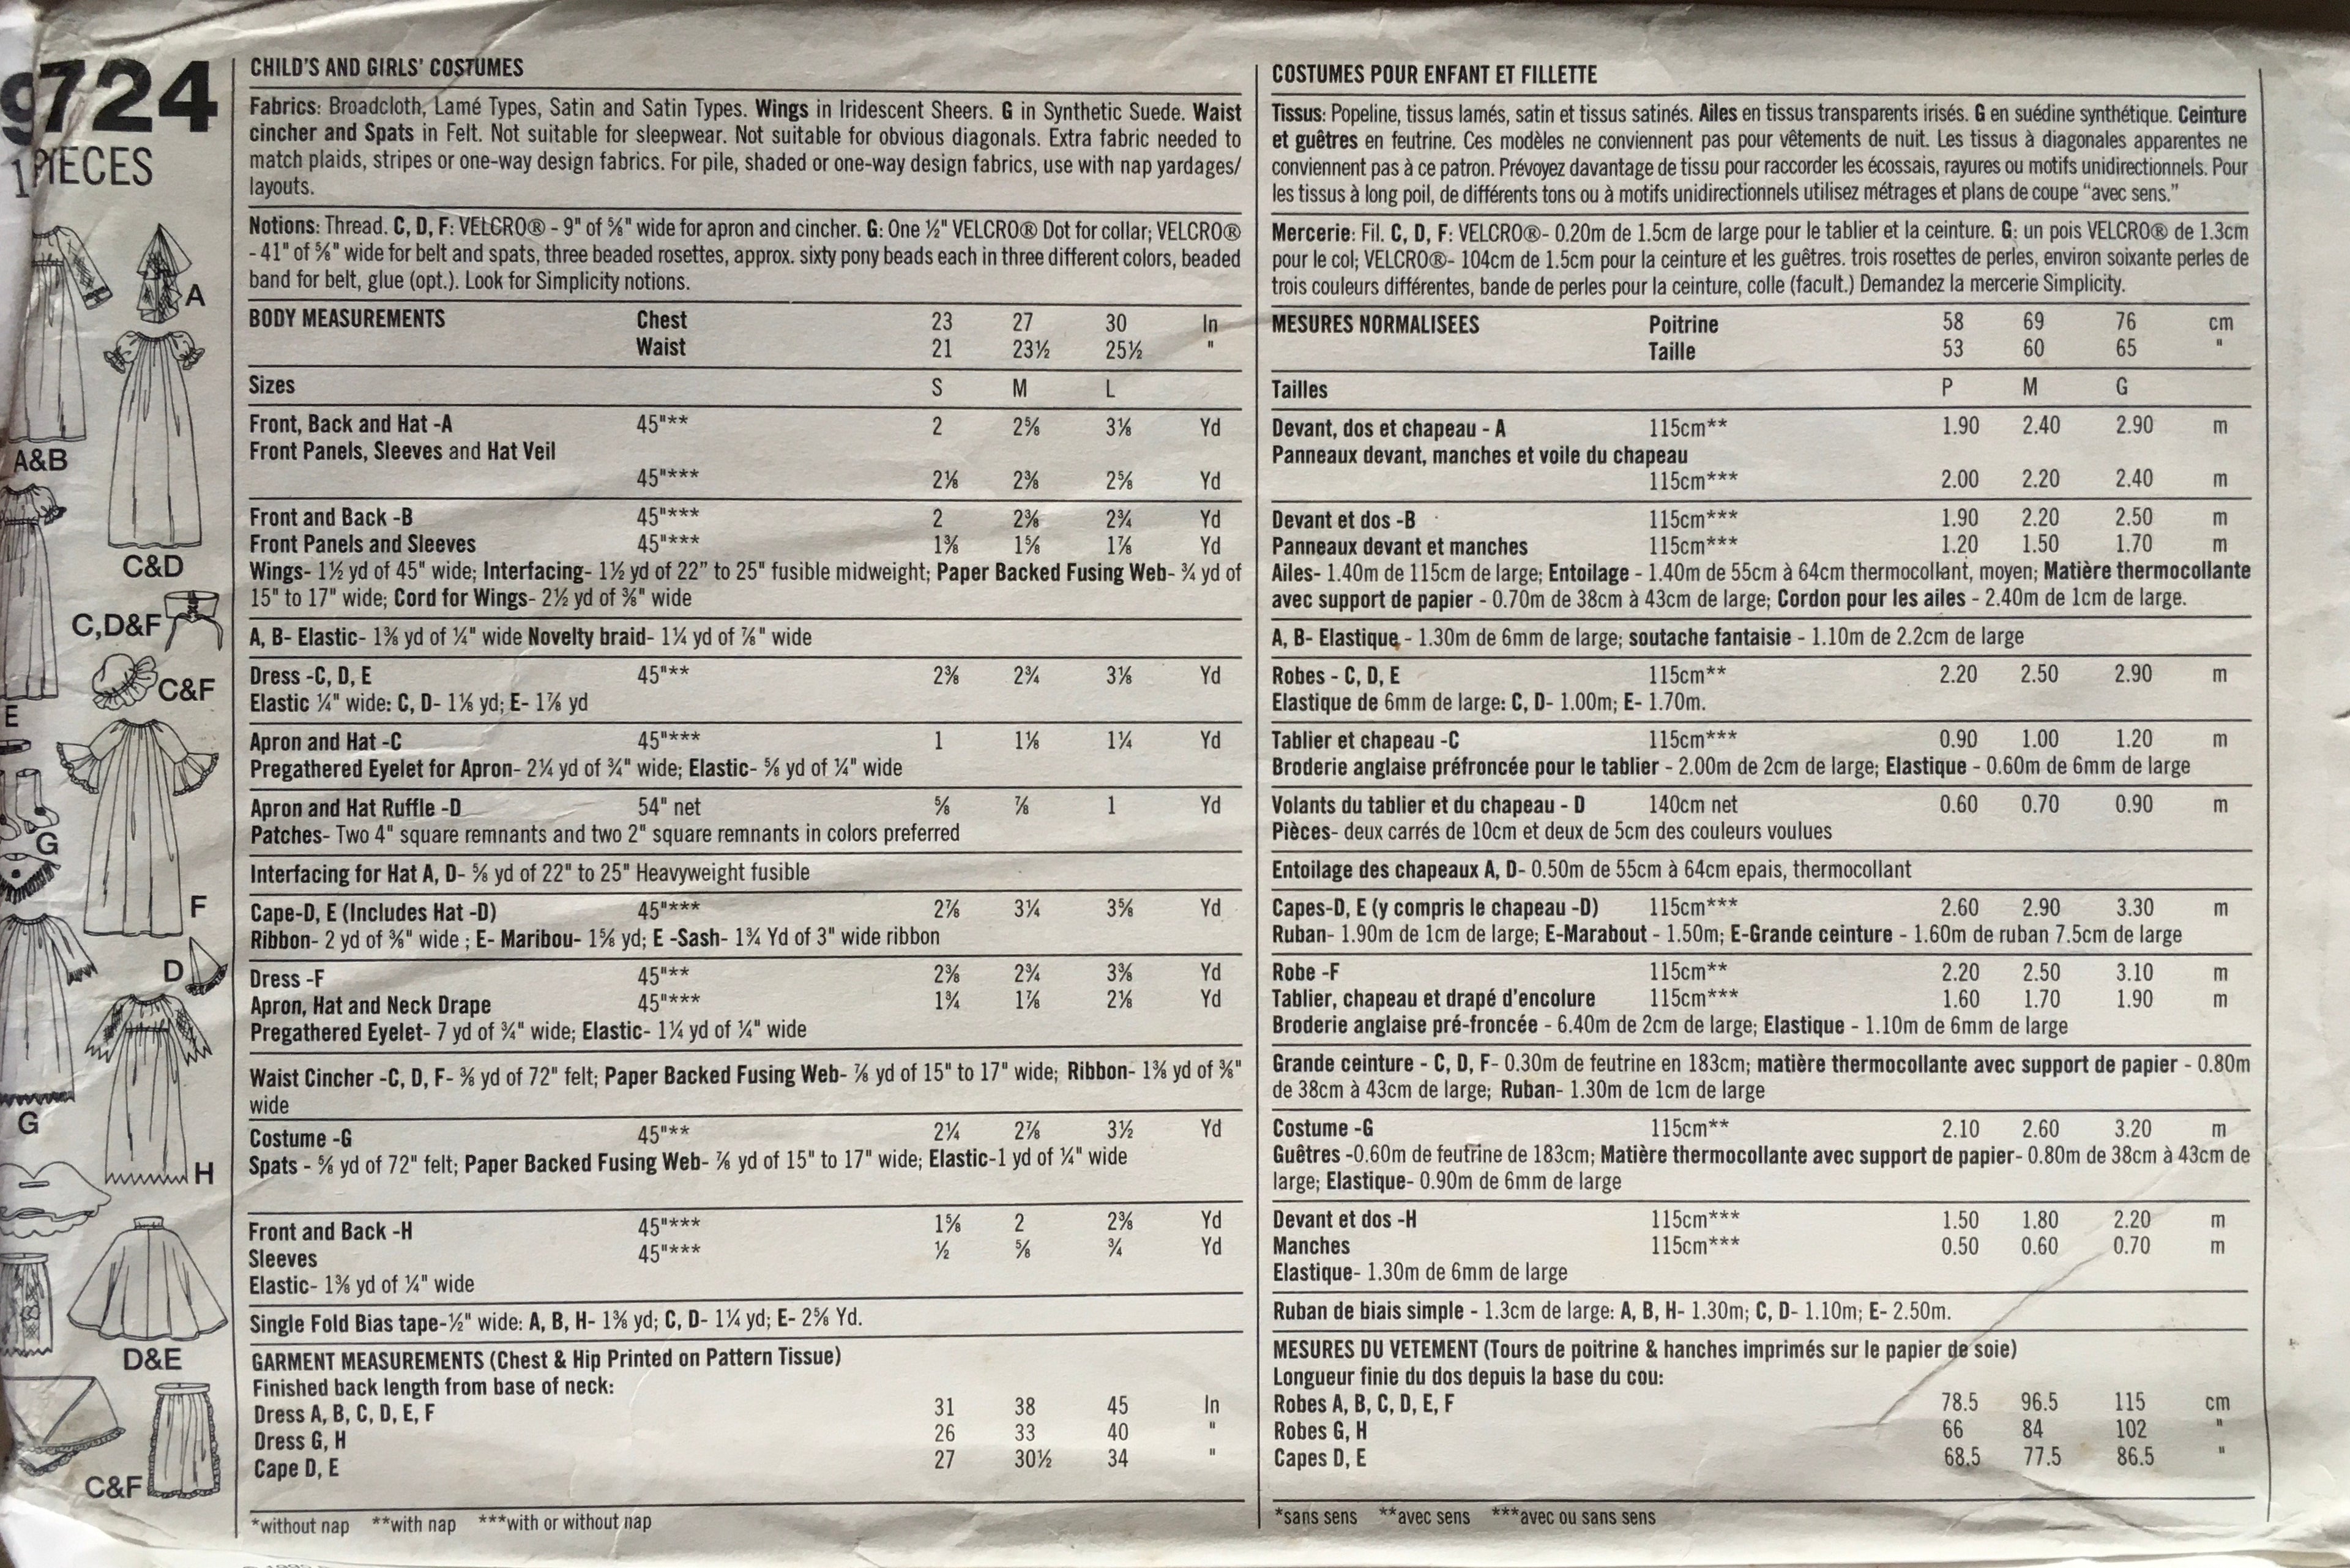 9724
PIECES
A
A&B
C&D
C,D&F
C&F
E
G
F
D
G
H
D&E
C&F
CHILD'S AND GIRLS' COSTUMES
Fabrics: Broadcloth, Lamé Types, Satin and Satin Types. Wings in Iridescent Sheers. G in Synthetic Suede. Waist
cincher and Spats in Felt. Not suitable for sleepwear. Not suitable for obvious diagonals. Extra fabric needed to
match plaids, stripes or one-way design fabrics. For pile, shaded or one-way design fabrics, use with nap yardages/
layouts.
Notions: Thread. C, D, F: VELCRO® - 9" of ⅝" wide for apron and cincher. G: One ½" VELCRO® Dot for collar; VELCRO®
- 41" of ⅝" wide for belt and spats, three beaded rosettes, approx. sixty pony beads each in three different colors, beaded
band for belt, glue (opt.). Look for Simplicity notions.
BODY MEASUREMENTS Chest 23 27 30 In
Waist 21 23½ 25½ "
Sizes S M L
Front, Back and Hat -A 45"** 2 2⅝ 3⅛ Yd
Front Panels, Sleeves and Hat Veil
45"*** 2⅛ 2⅜ 2⅝ Yd
Front and Back -B 45"*** 2 2⅜ 2¾ Yd
Front Panels and Sleeves 45"*** 1⅜ 1⅝ 1⅞ Yd
Wings- 1½ yd of 45" wide; Interfacing- 1½ yd of 22” to 25" fusible midweight; Paper Backed Fusing Web- ¾ yd of
15" to 17" wide; Cord for Wings- 2½ yd of ⅜" wide
A, B- Elastic- 1⅜ yd of ¼" wide Novelty braid- 1¼ yd of ⅞" wide
Dress -C, D, E 45"** 2⅜ 2¾ 3⅛ Yd
Elastic ¼" wide: C, D- 1⅛ yd; E- 1⅞ yd
Apron and Hat -C 45"*** 1 1⅛ 1¼ Yd
Pregathered Eyelet for Apron- 2¼ yd of ¾" wide; Elastic- ⅝ yd of ¼" wide
Apron and Hat Ruffle -D 54" net ⅝ ⅞ 1 Yd
Patches- Two 4" square remnants and two 2" square remnants in colors preferred
Interfacing for Hat A, D- ⅝ yd of 22" to 25" Heavyweight fusible
Cape-D, E (Includes Hat -D) 45"*** 2⅞ 3¼ 3⅝ Yd
Ribbon- 2 yd of ⅜" wide ; E- Maribou- 1⅝ yd; E -Sash- 1¾ Yd of 3" wide ribbon
Dress -F 45"** 2⅜ 2¾ 3⅜ Yd
Apron, Hat and Neck Drape 45"*** 1¾ 1⅞ 2⅛ Yd
Pregathered Eyelet- 7 yd of ¾" wide; Elastic- 1¼ yd of ¼" wide
Waist Cincher -C, D, F- ⅜ yd of 72" felt; Paper Backed Fusing Web- ⅞ yd of 15" to 17" wide; Ribbon- 1⅜ yd of ⅜"
wide
Costume -G 45"** 2¼ 2⅞ 3½ Yd
Spats - ⅝ yd of 72" felt; Paper Backed Fusing Web- ⅞ yd of 15" to 17" wide; Elastic-1 yd of ¼" wide
Front and Back -H 45"*** 1⅝ 2 2⅜ Yd
Sleeves 45"*** ½ ⅝ ¾ Yd
Elastic- 1⅜ yd of ¼" wide
Single Fold Bias tape-½" wide: A, B, H- 1⅜ yd; C, D- 1¼ yd; E- 2⅝ Yd.
GARMENT MEASUREMENTS (Chest & Hip Printed on Pattern Tissue)
Finished back length from base of neck:
Dress A, B, C, D, E, F 31 38 45 In
Dress G, H 26 33 40 "
Cape D, E 27 30½ 34 "
*without nap **with nap ***with or without nap
COSTUMES POUR ENFANT ET FILLETTE
Tissus: Popeline, tissus lamés, satin et tissus satinés. Ailes en tissus transparents irisés. G en suédine synthétique. Ceinture
et guêtres en feutrine. Ces modèles ne conviennent pas pour vêtements de nuit. Les tissus à diagonales apparentes ne
conviennent pas à ce patron. Prévoyez davantage de tissu pour raccorder les écossais, rayures ou motifs unidirectionnels. Pour
les tissus à long poil, de différents tons ou à motifs unidirectionnels utilisez métrages et plans de coupe “avec sens.”
Mercerie: Fil. C, D, F: VELCRO®- 0.20m de 1.5cm de large pour le tablier et la ceinture. G: un pois VELCRO® de 1.3cm
pour le col; VELCRO®- 104cm de 1.5cm pour la ceinture et les guêtres. trois rosettes de perles, environ soixante perles de
trois couleurs différentes, bande de perles pour la ceinture, colle (facult.) Demandez la mercerie Simplicity.
MESURES NORMALISEES Poitrine 58 69 76 cm
Taille 53 60 65 "
Tailles P M G
Devant, dos et chapeau - A 115cm** 1.90 2.40 2.90 m
Panneaux devant, manches et voile du chapeau
115cm*** 2.00 2.20 2.40 m
Devant et dos -B 115cm*** 1.90 2.20 2.50 m
Panneaux devant et manches 115cm*** 1.20 1.50 1.70 m
Ailes- 1.40m de 115cm de large; Entoilage - 1.40m de 55cm à 64cm thermocollant, moyen; Matière thermocollante
avec support de papier - 0.70m de 38cm à 43cm de large; Cordon pour les ailes - 2.40m de 1cm de large.
A, B- Elastique - 1.30m de 6mm de large; soutache fantaisie - 1.10m de 2.2cm de large
Robes - C, D, E 115cm** 2.20 2.50 2.90 m
Elastique de 6mm de large: C, D- 1.00m; E- 1.70m.
Tablier et chapeau -C 115cm*** 0.90 1.00 1.20 m
Broderie anglaise préfroncée pour le tablier - 2.00m de 2cm de large; Elastique - 0.60m de 6mm de large
Volants du tablier et du chapeau - D 140cm net 0.60 0.70 0.90 m
Pièces- deux carrés de 10cm et deux de 5cm des couleurs voulues
Entoilage des chapeaux A, D- 0.50m de 55cm à 64cm epais, thermocollant
Capes-D, E (y compris le chapeau -D) 115cm*** 2.60 2.90 3.30 m
Ruban- 1.90m de 1cm de large; E-Marabout - 1.50m; E-Grande ceinture - 1.60m de ruban 7.5cm de large
Robe -F 115cm** 2.20 2.50 3.10 m
Tablier, chapeau et drapé d'encolure 115cm*** 1.60 1.70 1.90 m
Broderie anglaise pré-froncée - 6.40m de 2cm de large; Elastique - 1.10m de 6mm de large
Grande ceinture - C, D, F- 0.30m de feutrine en 183cm; matière thermocollante avec support de papier - 0.80m
de 38cm à 43cm de large; Ruban- 1.30m de 1cm de large
Costume -G 115cm** 2.10 2.60 3.20 m
Guêtres -0.60m de feutrine de 183cm; Matière thermocollante avec support de papier- 0.80m de 38cm à 43cm de
large; Elastique- 0.90m de 6mm de large
Devant et dos -H 115cm*** 1.50 1.80 2.20 m
Manches 115cm*** 0.50 0.60 0.70 m
Elastique- 1.30m de 6mm de large
Ruban de biais simple - 1.3cm de large: A, B, H- 1.30m; C, D- 1.10m; E- 2.50m.
MESURES DU VETEMENT (Tours de poitrine & hanches imprimés sur le papier de soie)
Longueur finie du dos depuis la base du cou:
Robes A, B, C, D, E, F 78.5 96.5 115 cm
Robes G, H 66 84 102 "
Capes D, E 68.5 77.5 86.5 "
*sans sens **avec sens ***avec ou sans sens